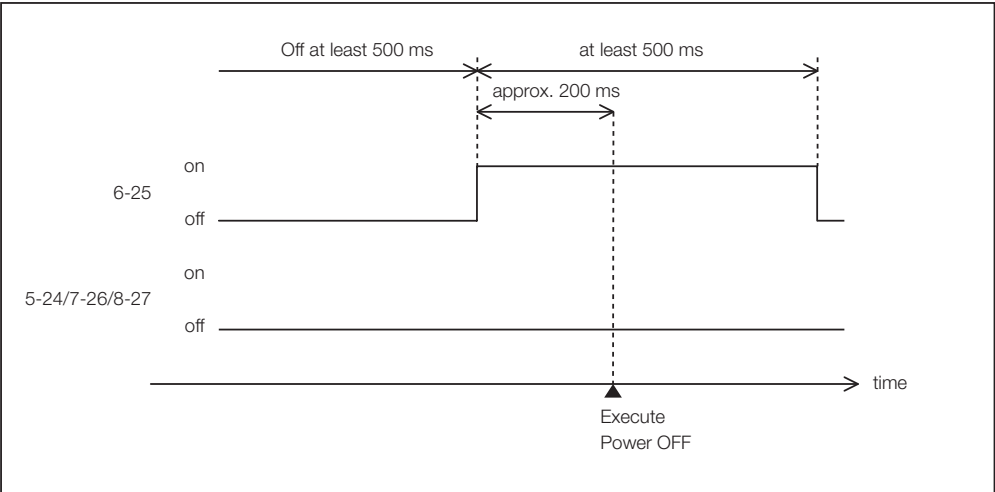 Off at least 500 ms
at least 500 ms
approx. 200 ms
on
6-25
off
on
5-24/7-26/8-27
off
time
Execute
Power OFF